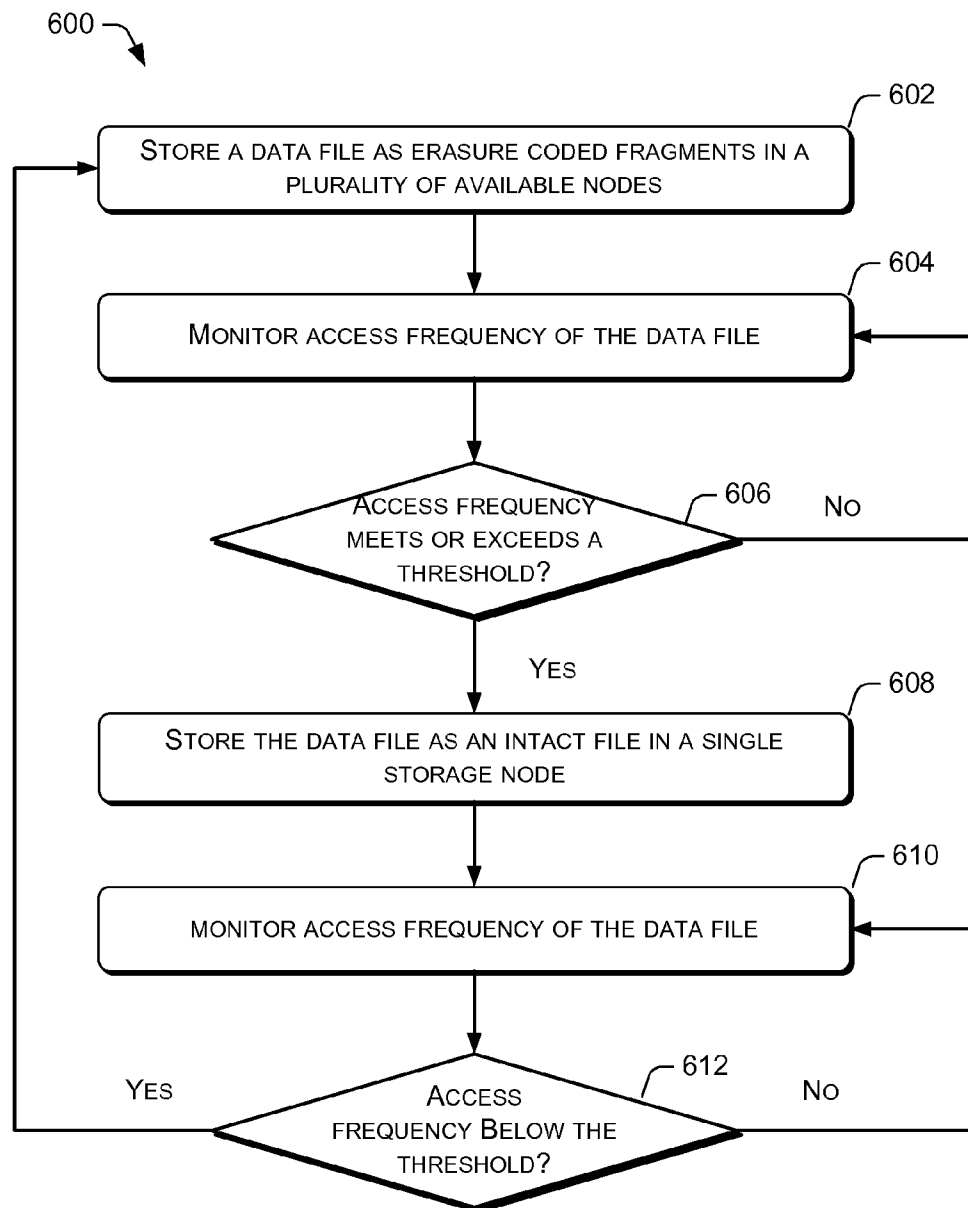 600
602
STORE A DATA FILE AS ERASURE CODED FRAGMENTS IN A
PLURALITY OF AVAILABLE NODES
604
MONITOR ACCESS FREQUENCY OF THE DATA FILE
606
NO
ACCESS FREQUENCY
MEETS OR EXCEEDS A
THRESHOLD?
YES
608
STORE THE DATA FILE AS AN INTACT FILE IN A SINGLE
STORAGE NODE
610
MONITOR ACCESS FREQUENCY OF THE DATA FILE
612
YES
NO
ACCESS
FREQUENCY BELOW THE
THRESHOLD?